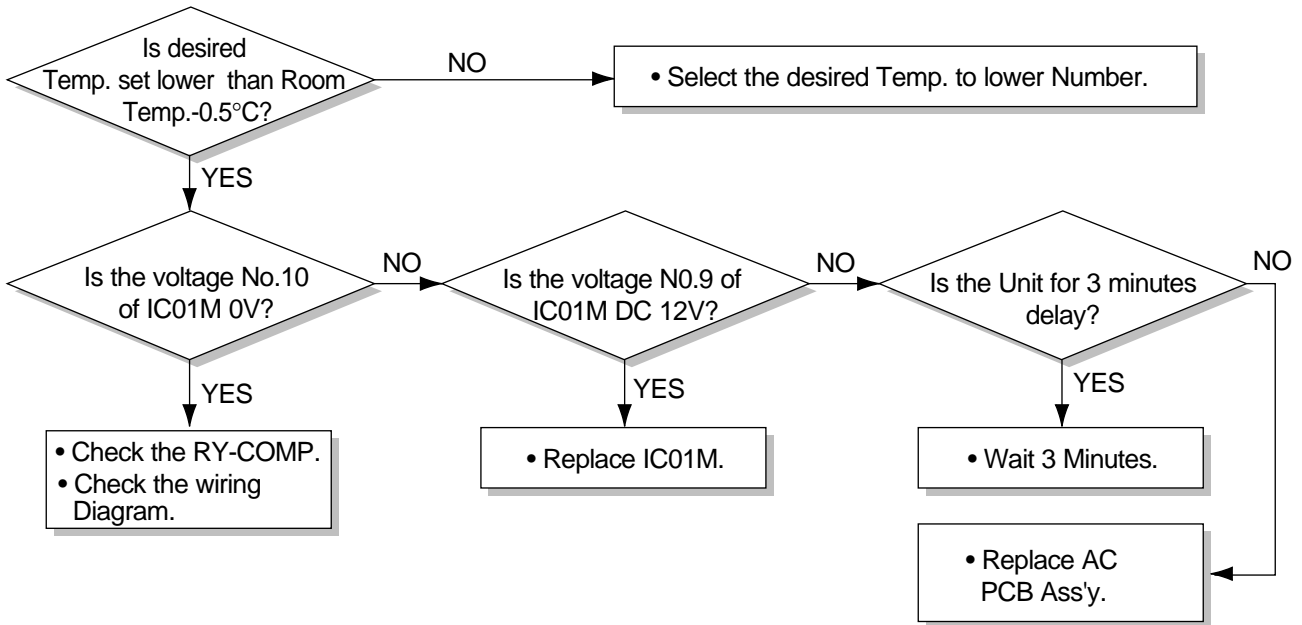 Is desired
Temp. set lower than Room
Temp.-0.5°C?
NO
• Select the desired Temp. to lower Number.
YES
Is the voltage No.10
of IC01M 0V?
NO
Is the voltage N0.9 of
IC01M DC 12V?
NO
Is the Unit for 3 minutes
delay?
NO
YES
YES
YES
• Check the RY-COMP.
• Check the wiring
Diagram.
• Replace IC01M.
• Wait 3 Minutes.
• Replace AC
PCB Ass'y.